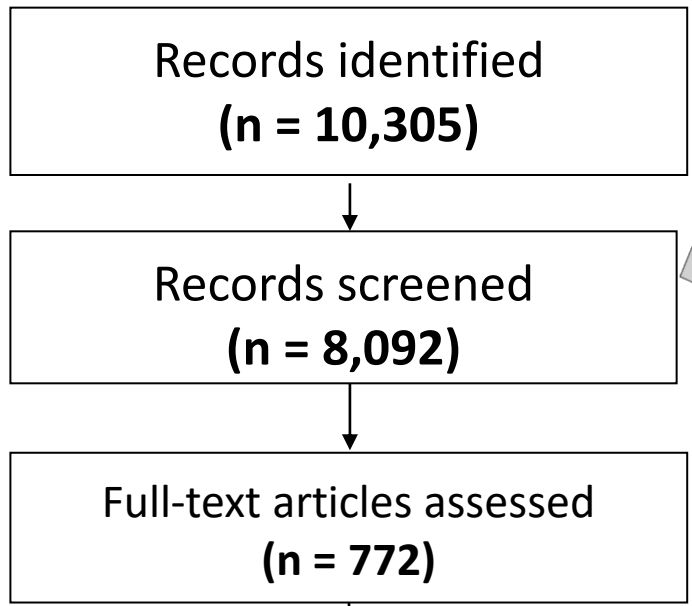 Records identified
(n = 10,305)
Records screened
(n = 8,092)
Full-text articles assessed
(n = 772)